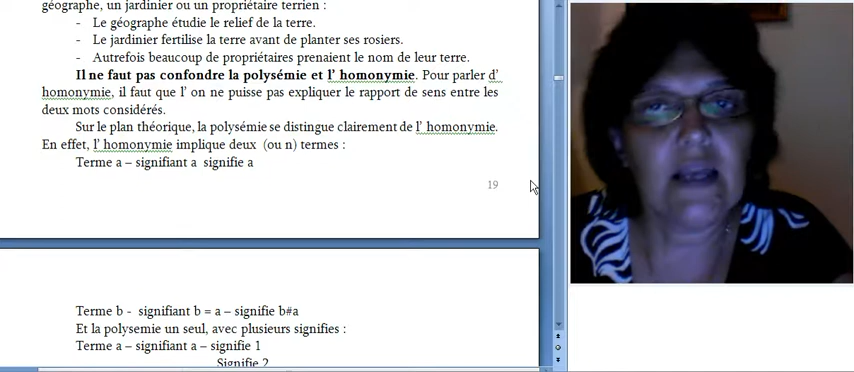 géographe, un jardinier ou un propriétaire terrien :
- Le géographe étudie le relief de la terre.
- Le jardinier fertilise la terre avant de planter ses rosiers.
- Autrefois beaucoup de propriétaires prenaient le nom de leur terre.
Il ne faut pas confondre la polysémie et l' homonymie. Pour parler d'
homonymie, il faut que l' on ne puisse pas expliquer le rapport de sens entre les
deux mots considérés.
Sur le plan théorique, la polysémie se distingue clairement de l' homonymie.
En effet, l' homonymie implique deux (ou n) termes :
Terme a – signifiant a signifie a
19
Terme b - signifiant b = a – signifie b#a
Et la polysemie un seul, avec plusieurs signifies :
Terme a – signifiant a – signifie 1
Signifie 2